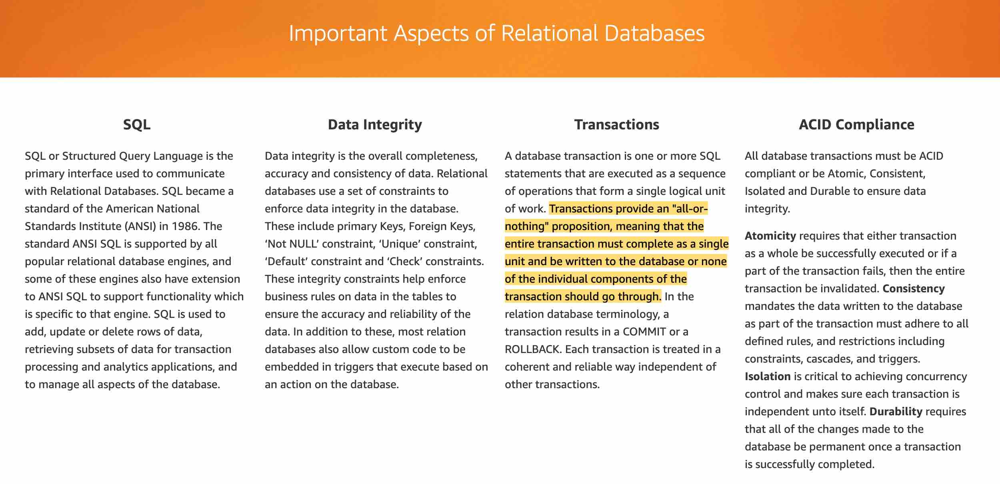 Important Aspects of Relational Databases
SQL
SQL or Structured Query Language is the
primary interface used to communicate
with Relational Databases. SQL became a
standard of the American National
Standards Institute (ANSI) in 1986. The
standard ANSI SQL is supported by all
popular relational database engines, and
some of these engines also have extension
to ANSI SQL to support functionality which
is specific to that engine. SQL is used to
add, update or delete rows of data,
retrieving subsets of data for transaction
processing and analytics applications, and
to manage all aspects of the database.
Data Integrity
Data integrity is the overall completeness,
accuracy and consistency of data. Relational
databases use a set of constraints to
enforce data integrity in the database.
These include primary Keys, Foreign Keys,
‘Not NULL’ constraint, ‘Unique’ constraint,
‘Default’ constraint and ‘Check’ constraints.
These integrity constraints help enforce
business rules on data in the tables to
ensure the accuracy and reliability of the
data. In addition to these, most relation
databases also allow custom code to be
embedded in triggers that execute based on
an action on the database.
Transactions
A database transaction is one or more SQL
statements that are executed as a sequence
of operations that form a single logical unit
of work. Transactions provide an "all-or-
nothing" proposition, meaning that the
entire transaction must complete as a single
unit and be written to the database or none
of the individual components of the
transaction should go through. In the
relation database terminology, a
transaction results in a COMMIT or a
ROLLBACK. Each transaction is treated in a
coherent and reliable way independent of
other transactions.
ACID Compliance
All database transactions must be ACID
compliant or be Atomic, Consistent,
Isolated and Durable to ensure data
integrity.
Atomicity requires that either transaction
as a whole be successfully executed or if a
part of the transaction fails, then the entire
transaction be invalidated. Consistency
mandates the data written to the database
as part of the transaction must adhere to all
defined rules, and restrictions including
constraints, cascades, and triggers.
Isolation is critical to achieving concurrency
control and makes sure each transaction is
independent unto itself. Durability requires
that all of the changes made to the
database be permanent once a transaction
is successfully completed.